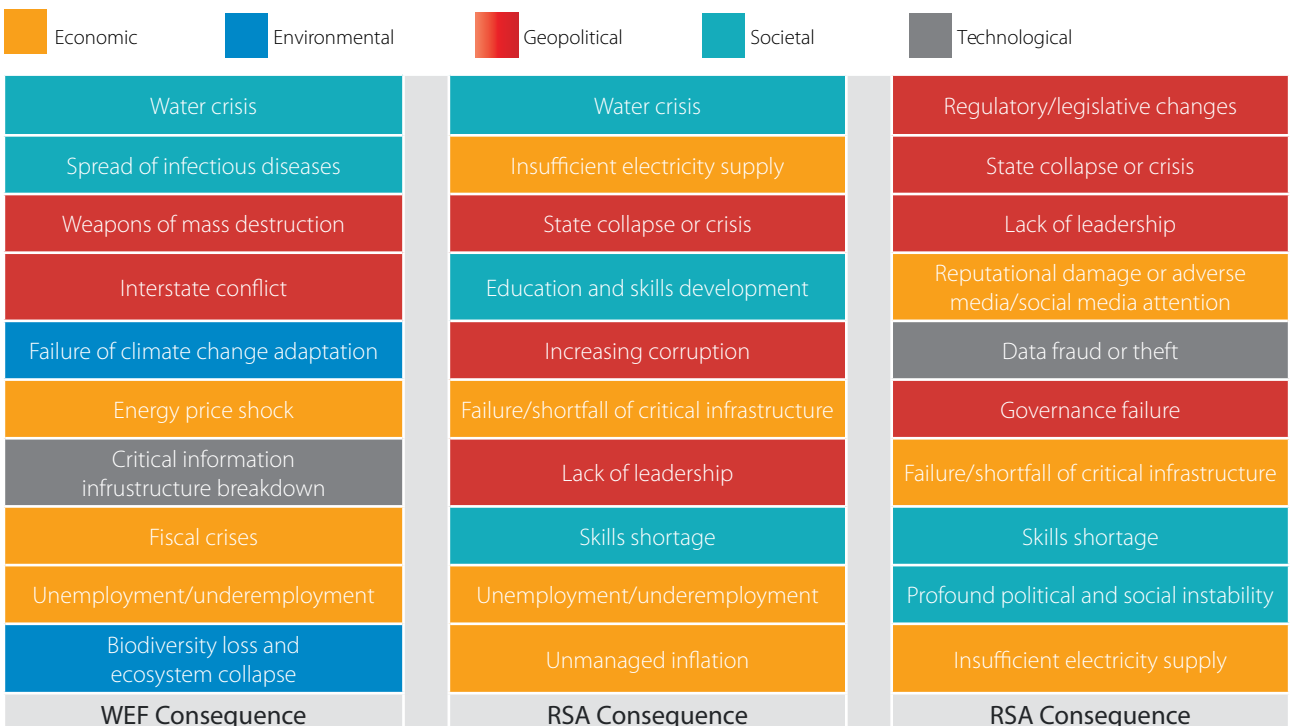 Economic
Environmental
Geopolitical
Societal
Technological
Water crisis
Spread of infectious diseases
Weapons of mass destruction
Interstate conflict
Failure of climate change adaptation
Energy price shock
Critical information
infrustructure breakdown
Fiscal crises
Unemployment/underemployment
Biodiversity loss and
ecosystem collapse
WEF Consequence
Water crisis
Insufficient electricity supply
State collapse or crisis
Education and skills development
Increasing corruption
Failure/shortfall of critical infrastructure
Lack of leadership
Skills shortage
Unemployment/underemployment
Unmanaged inflation
RSA Consequence
Regulatory/legislative changes
State collapse or crisis
Lack of leadership
Reputational damage or adverse
media/social media attention
Data fraud or theft
Governance failure
Failure/shortfall of critical infrastructure
Skills shortage
Profound political and social instability
Insufficient electricity supply
RSA Consequence